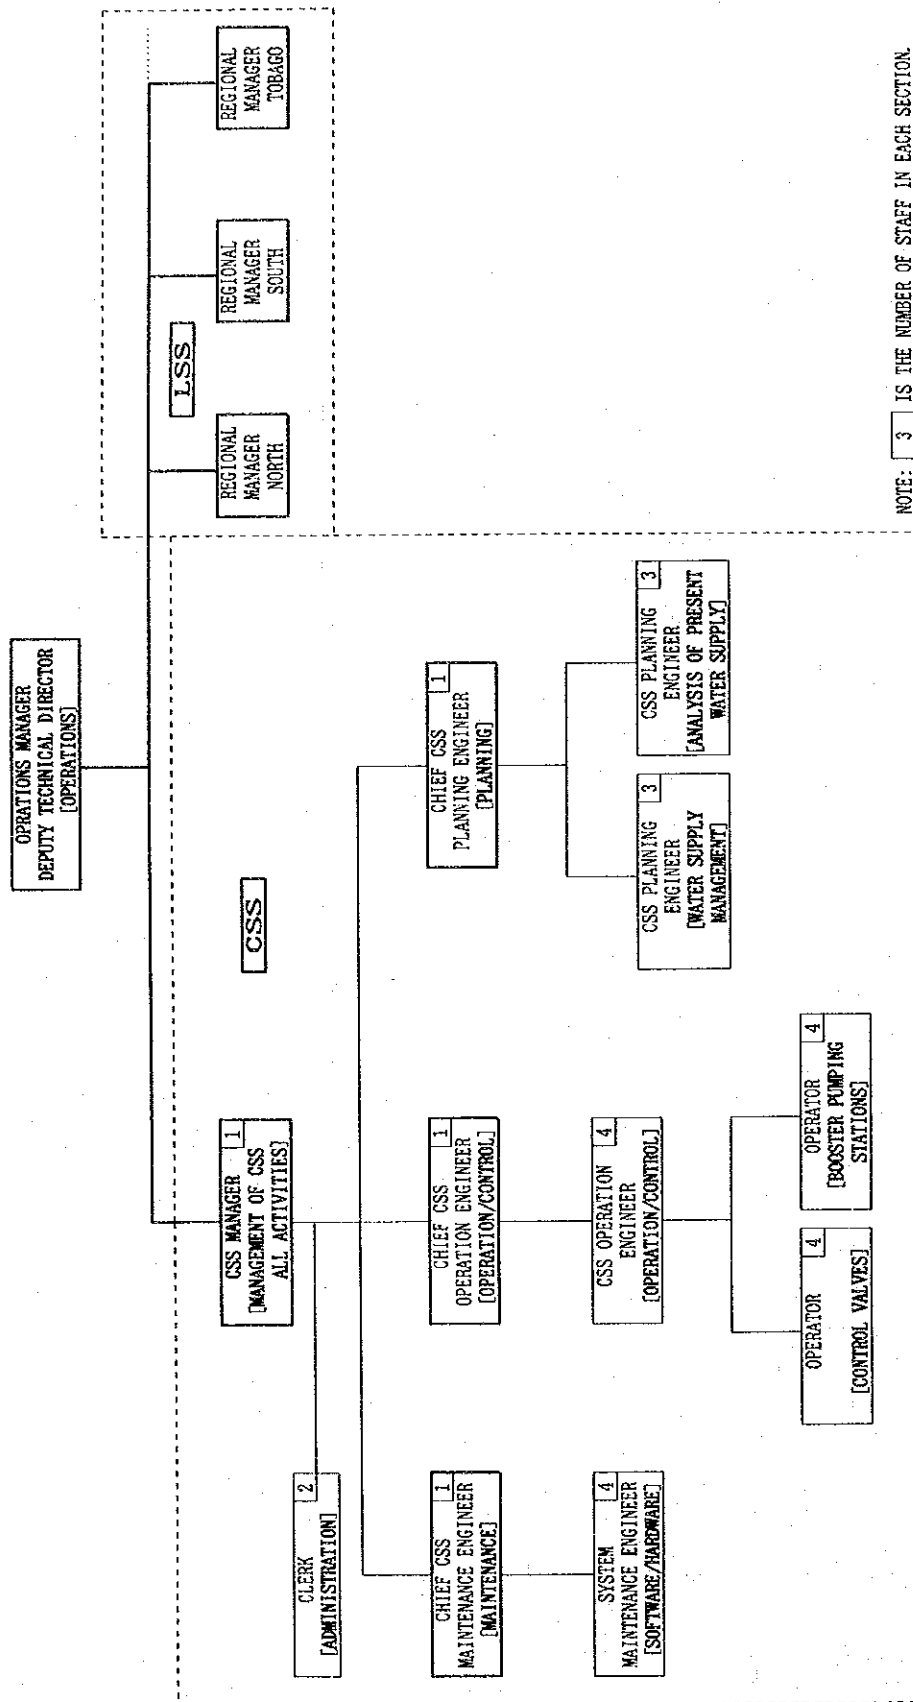 OPRATIONS MANAGER
DEPUTY TECHNICAL DIRECTOR
[OPERATIONS]
LSS
REGIONAL
MANAGER
NORTH
REGIONAL
MANAGER
SOUTH
REGIONAL
MANAGER
TOBAGO
CSS
CSS MANAGER 1
[MANAGEMENT OF CSS
ALL ACTIVITIES]
CLERK 2
[ADMINISTRATION]
CHIEF CSS 1
MAINTENANCE ENGINEER
[MAINTENANCE]
CHIEF CSS 1
OPERATION ENGINEER
[OPERATION/CONTROL]
CHIEF CSS 1
PLANNING ENGINEER
[PLANNING]
SYSTEM 4
MAINTENANCE ENGINEER
[SOFTWARE/HARDWARE]
CSS OPERATION 4
ENGINEER
[OPERATION/CONTROL]
CSS PLANNING 3
ENGINEER
[WATER SUPPLY
MANAGEMENT]
CSS PLANNING 3
ENGINEER
[ANALYSIS OF PRESENT
WATER SUPPLY]
OPERATOR 4
[CONTROL VALVES]
OPERATOR 4
[BOOSTER PUMPING
STATIONS]
NOTE: 3 IS THE NUMBER OF STAFF IN EACH SECTION.